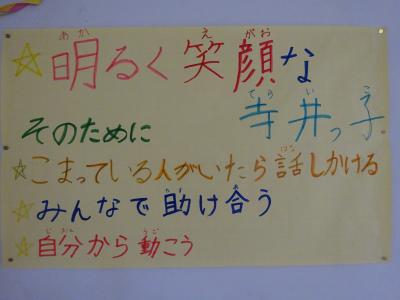 ☆明るく笑顔な
寺井っ子
そのために
☆こまっている人がいたら話しかける
☆みんなで助け合う
☆自分から動こう